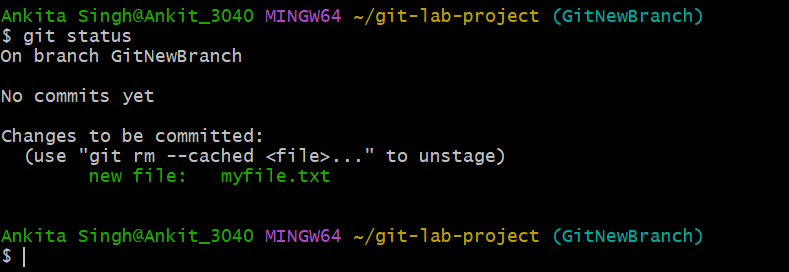 Ankita Singh@Ankit_3040 MINGW64 ~/git-lab-project (GitNewBranch)
$ git status
On branch GitNewBranch
No commits yet
Changes to be committed:
(use "git rm --cached <file>..." to unstage)
new file: myfile.txt
Ankita Singh@Ankit_3040 MINGW64 ~/git-lab-project (GitNewBranch)
$